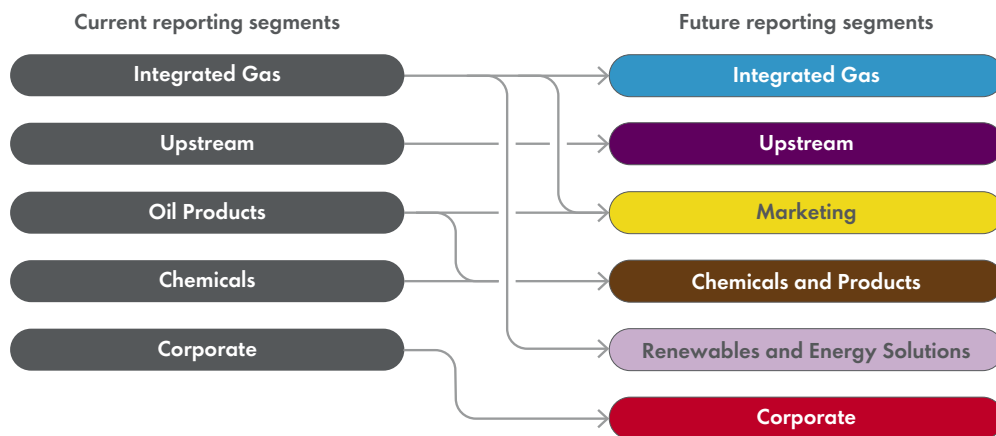 Current reporting segments
Future reporting segments
Integrated Gas
Integrated Gas
Upstream
Upstream
Oil Products
Marketing
Chemicals
Chemicals and Products
Corporate
Renewables and Energy Solutions
Corporate